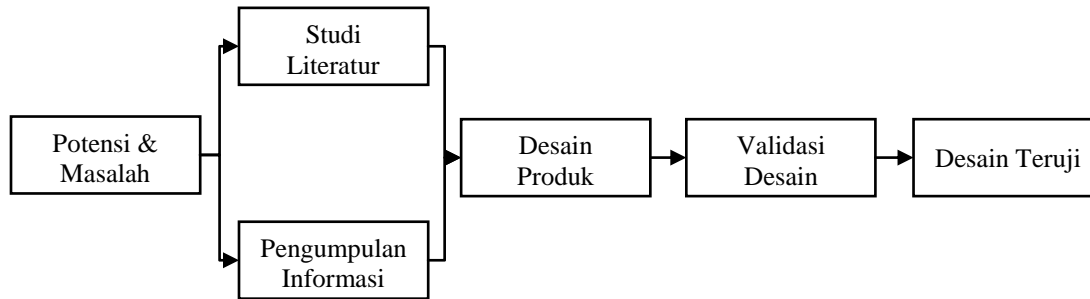 Potensi &
Masalah
Studi
Literatur
Pengumpulan
Informasi
Desain
Produk
Validasi
Desain
Desain Teruji